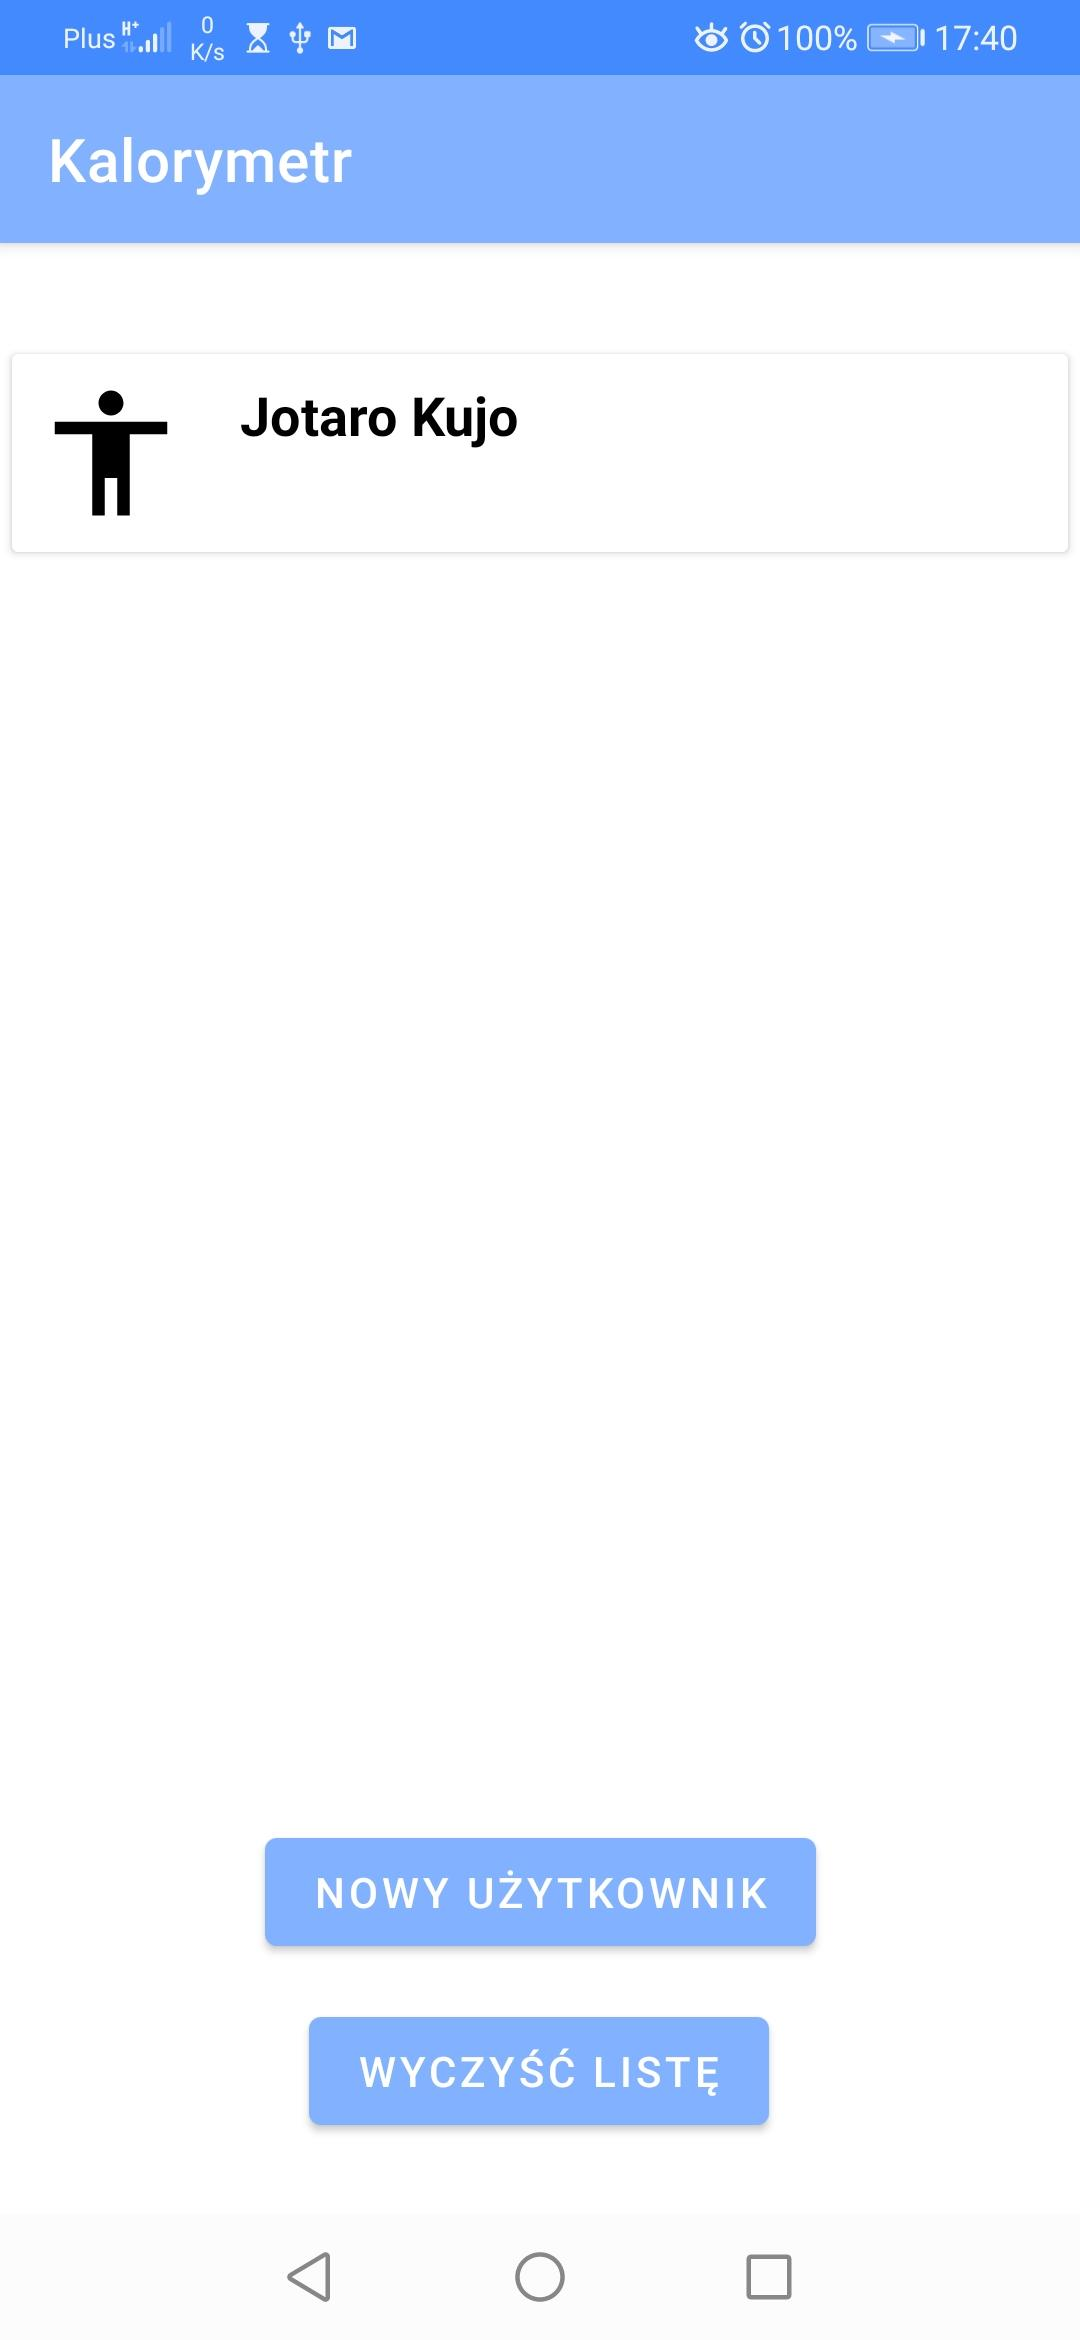 Plus H+ 0 K/s 100% 17:40
Kalorymetr
Jotaro Kujo
NOWY UŻYTKOWNIK
WYCZYŚĆ LISTĘ